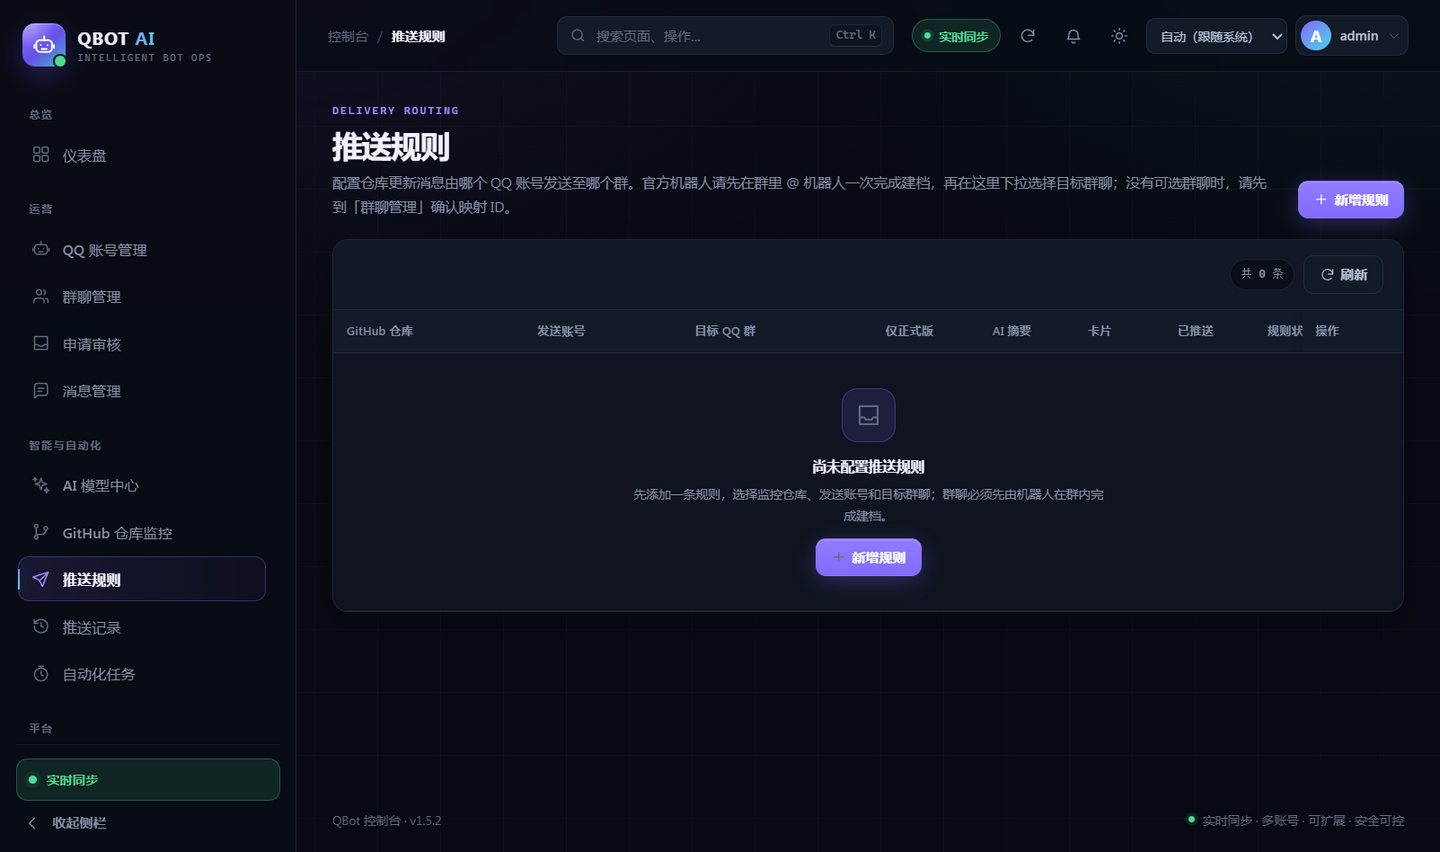 QBOT AI
INTELLIGENT BOT OPS
总览
仪表盘
运营
QQ 账号管理
群聊管理
申请审核
消息管理
智能与自动化
AI 模型中心
GitHub 仓库监控
推送规则
推送记录
自动化任务
平台
实时同步
收起侧栏
控制台 / 推送规则
搜索页面、操作...
Ctrl K
实时同步
自动（跟随系统）
A
admin
DELIVERY ROUTING
推送规则
配置仓库更新消息由哪个 QQ 账号发送至哪个群。官方机器人请先在群里 @ 机器人一次完成建档，再在这里下拉选择目标群聊；没有可选群聊时，请先
到「群聊管理」确认映射 ID。
新增规则
共 0 条
刷新
GitHub 仓库 发送账号 目标 QQ 群 仅正式版 AI 摘要 卡片 已推送 规则状 操作
尚未配置推送规则
先添加一条规则，选择监控仓库、发送账号和目标群聊；群聊必须先由机器人在群内完
成建档。
新增规则
QBot 控制台 · v1.5.2
实时同步 · 多账号 · 可扩展 · 安全可控